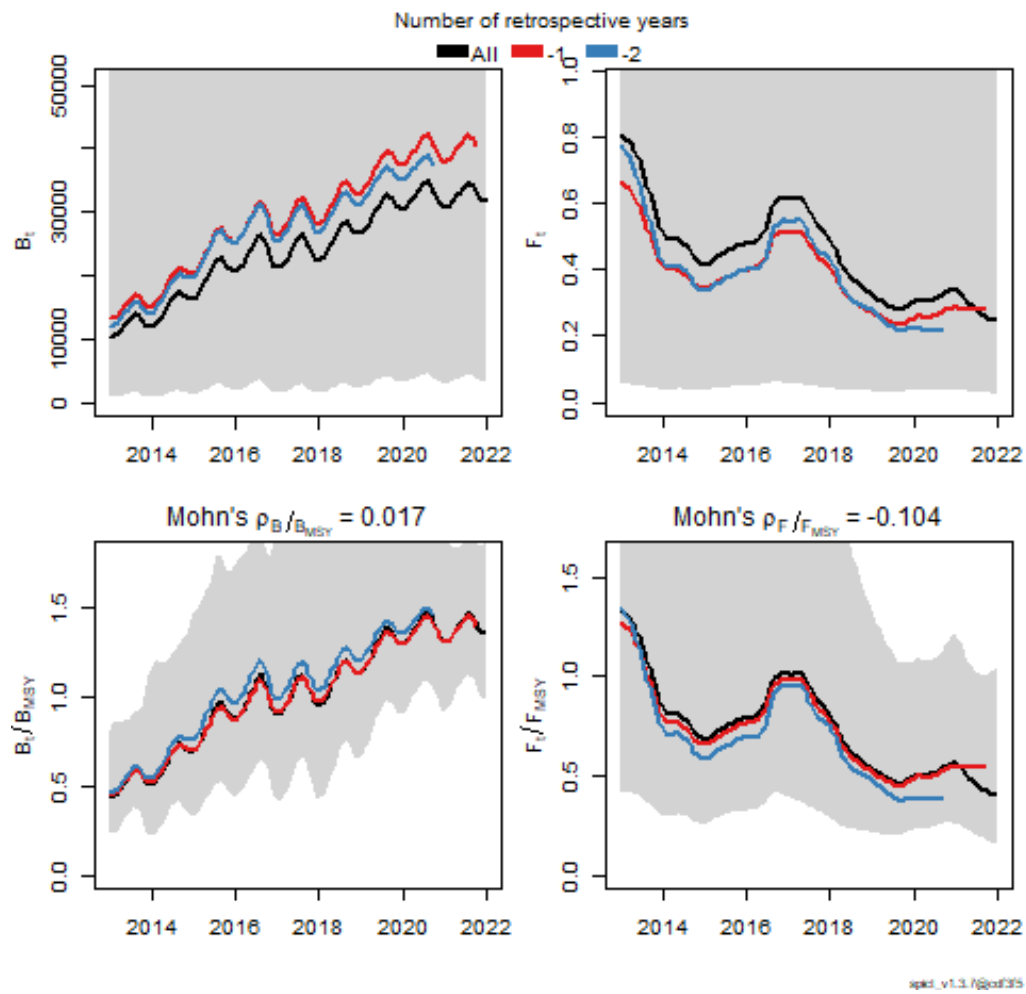 Number of retrospective years
All -1 -2
50000
30000
10000
0
Bt
2014 2016 2018 2020 2022
1.0
0.8
0.6
0.4
0.2
0.0
Ft
2014 2016 2018 2020 2022
Mohn's ρB/BMSY = 0.017
1.5
1.0
0.5
0.0
Bt/BMSY
2014 2016 2018 2020 2022
Mohn's ρF/FMSY = -0.104
1.5
1.0
0.5
0.0
Ft/FMSY
2014 2016 2018 2020 2022